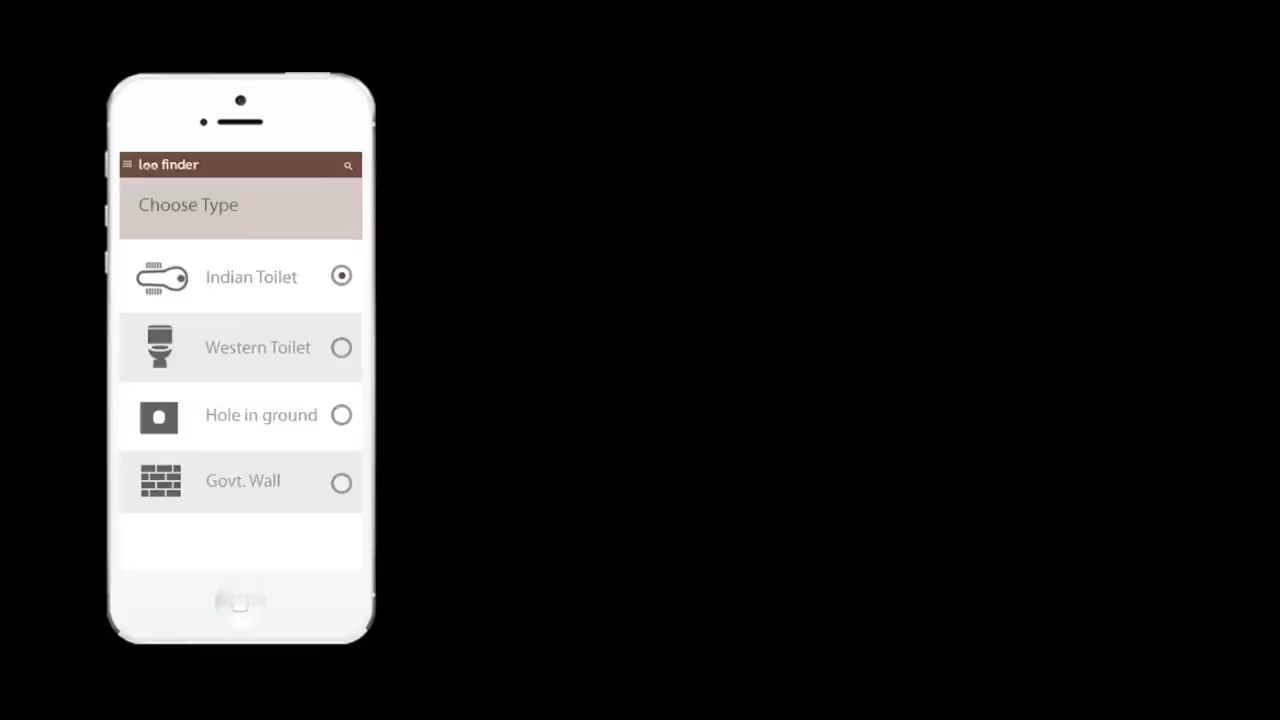 loo finder
Choose Type
Indian Toilet
Western Toilet
Hole in ground
Govt. Wall